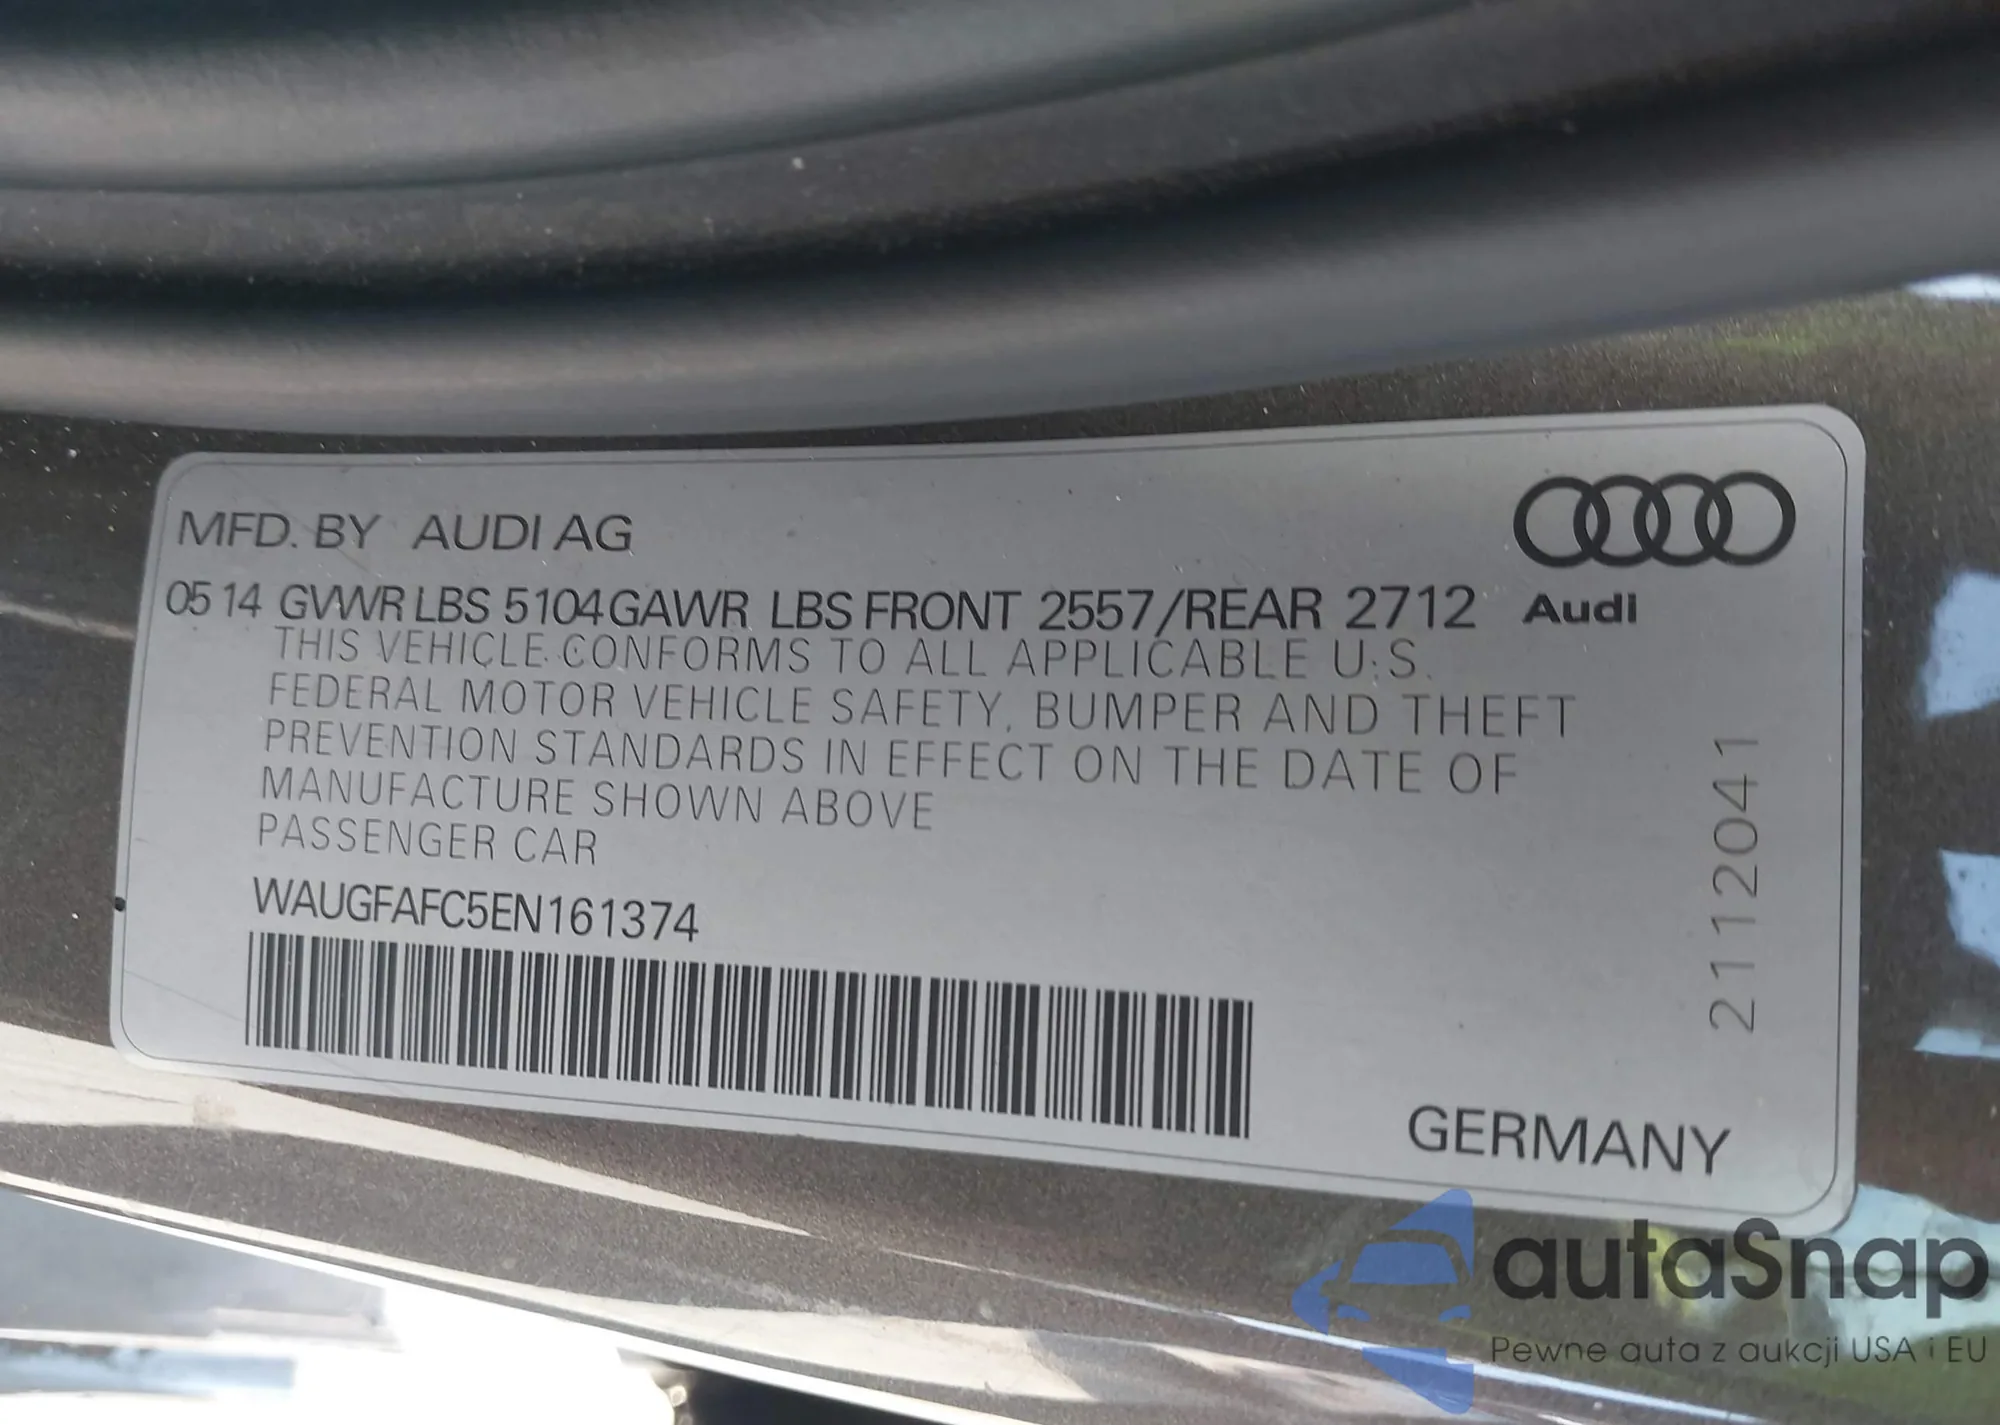 MFD. BY AUDI AG
05 14 GVWR LBS 5104 GAWR LBS FRONT 2557/REAR 2712
Audi
THIS VEHICLE CONFORMS TO ALL APPLICABLE U.S.
FEDERAL MOTOR VEHICLE SAFETY, BUMPER AND THEFT
PREVENTION STANDARDS IN EFFECT ON THE DATE OF
MANUFACTURE SHOWN ABOVE
PASSENGER CAR
WAUGFAFC5EN161374
2112041
GERMANY
autaSnap
Pewne auta z aukcji USA i EU